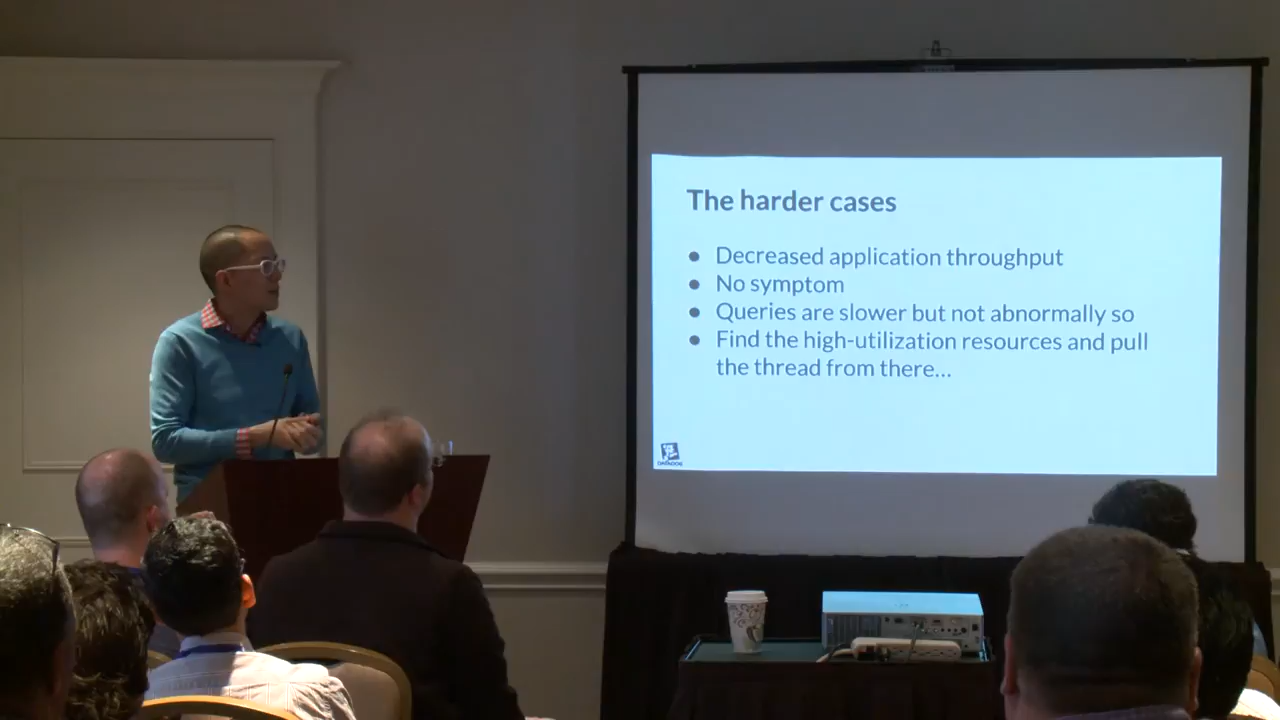 The harder cases
● Decreased application throughput
● No symptom
● Queries are slower but not abnormally so
● Find the high-utilization resources and pull
the thread from there...
DATADOG